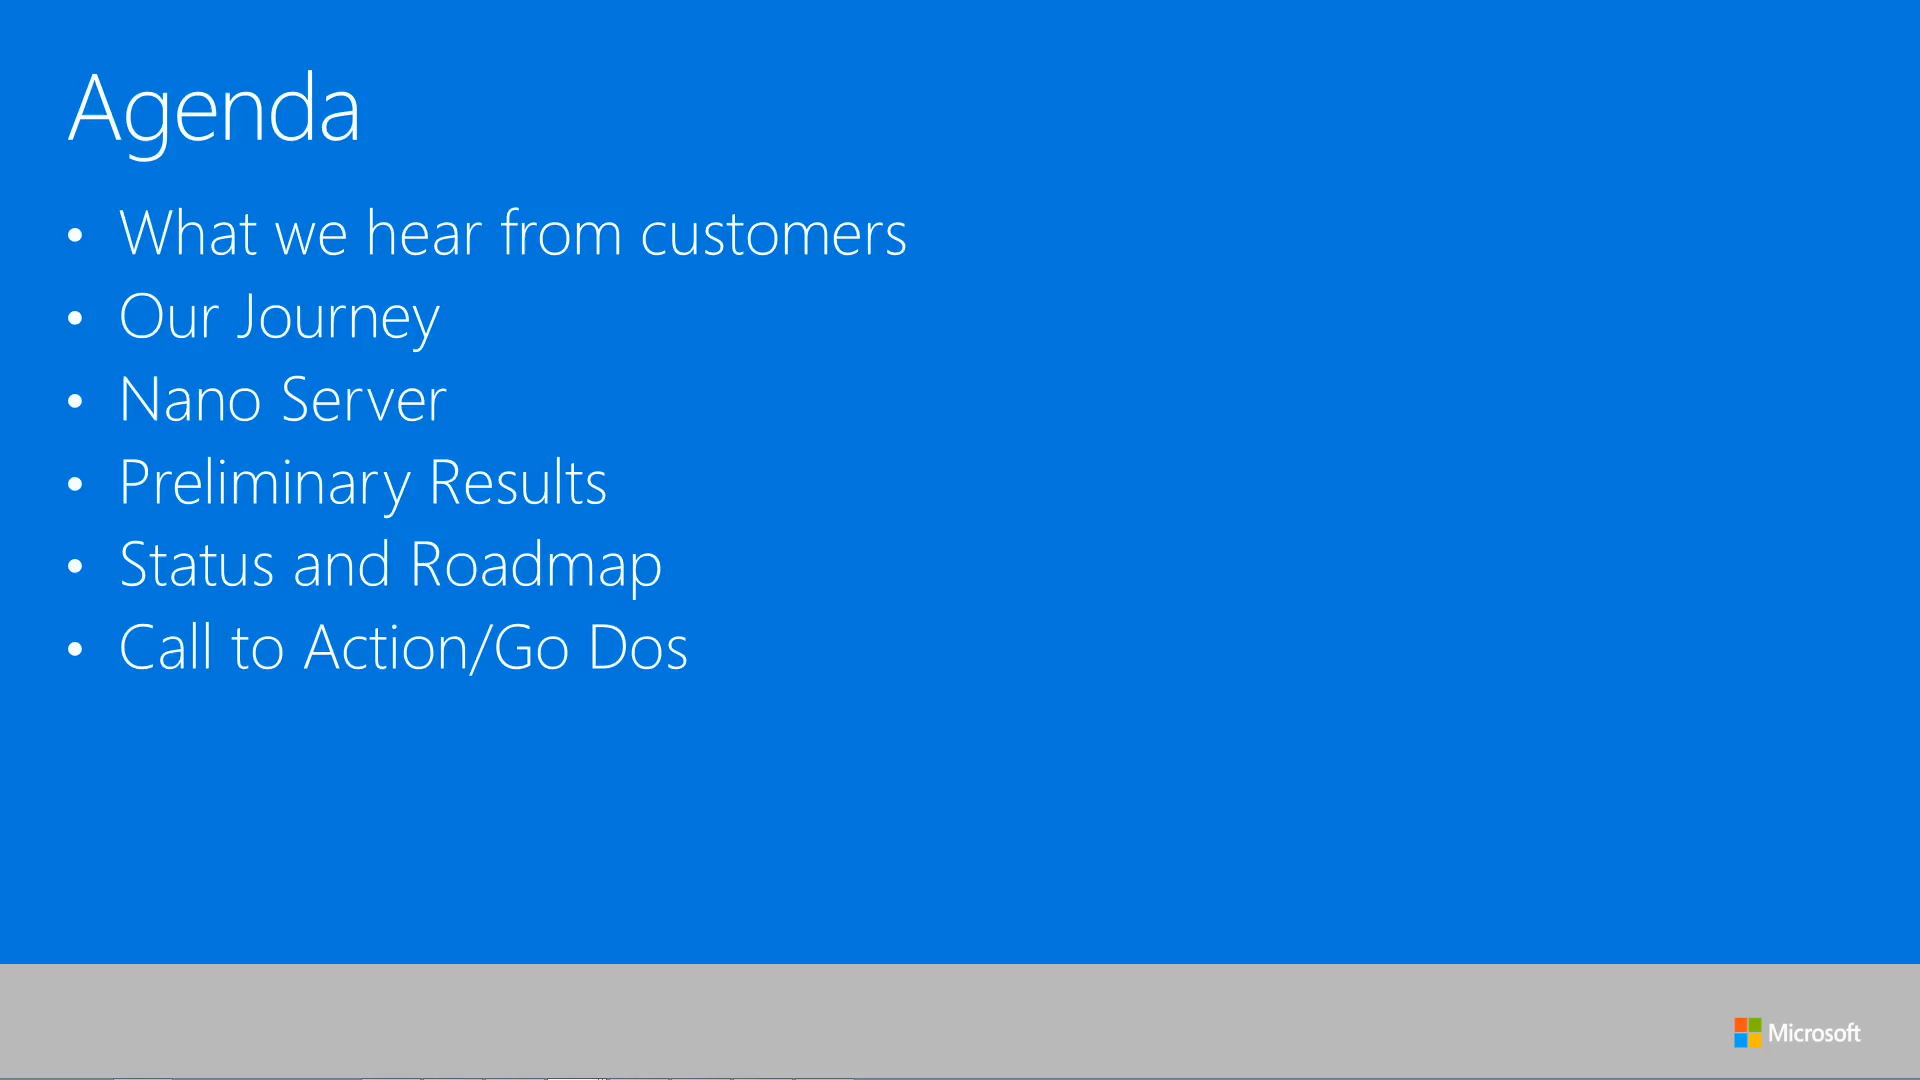 Agenda
• What we hear from customers
• Our Journey
• Nano Server
• Preliminary Results
• Status and Roadmap
• Call to Action/Go Dos
Microsoft